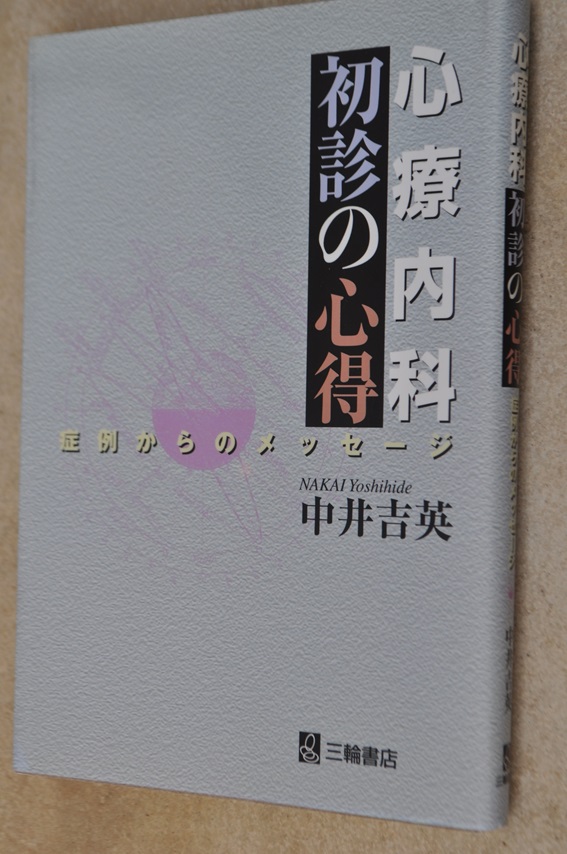 心療内科
初診の心得
症例からのメッセージ
NAKAI Yoshihide
中井吉英
三輪書店
心療内科 初診の心得